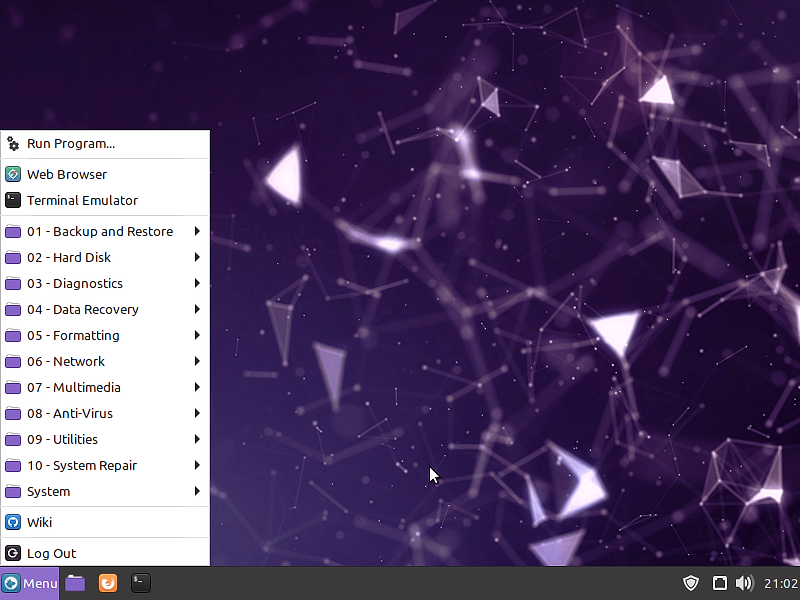 Run Program...
Web Browser
Terminal Emulator
01 - Backup and Restore
02 - Hard Disk
03 - Diagnostics
04 - Data Recovery
05 - Formatting
06 - Network
07 - Multimedia
08 - Anti-Virus
09 - Utilities
10 - System Repair
System
Wiki
Log Out
Menu 21:02